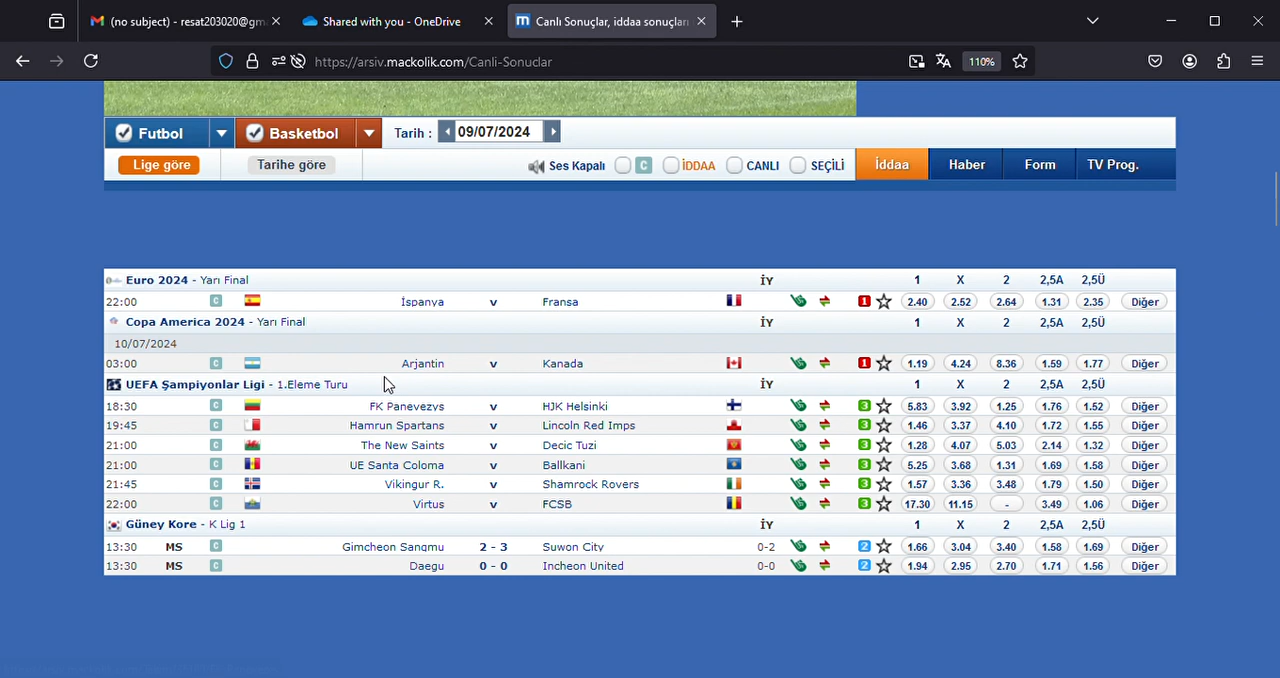 (no subject) - resat203020@gm
Shared with you - OneDrive
Canlı Sonuçlar, iddaa sonuçları
https://arsiv.mackolik.com/Canli-Sonuclar
110%
Futbol Basketbol Tarih : 09/07/2024
Lige göre Tarihe göre Ses Kapalı C İDDAA CANLI SEÇİLİ İddaa Haber Form TV Prog.
Euro 2024 - Yarı Final İY 1 X 2 2,5A 2,5Ü
22:00 C İspanya v Fransa 1 2.40 2.52 2.64 1.31 2.35 Diğer
Copa America 2024 - Yarı Final İY 1 X 2 2,5A 2,5Ü
10/07/2024
03:00 C Arjantin v Kanada 1 1.19 4.24 8.36 1.59 1.77 Diğer
UEFA Şampiyonlar Ligi - 1.Eleme Turu İY 1 X 2 2,5A 2,5Ü
18:30 C FK Panevezys v HJK Helsinki 3 5.83 3.92 1.25 1.76 1.52 Diğer
19:45 C Hamrun Spartans v Lincoln Red Imps 3 1.46 3.37 4.10 1.72 1.55 Diğer
21:00 C The New Saints v Decic Tuzi 3 1.28 4.07 5.03 2.14 1.32 Diğer
21:00 C UE Santa Coloma v Ballkani 3 5.25 3.68 1.31 1.69 1.58 Diğer
21:45 C Vikingur R. v Shamrock Rovers 3 1.57 3.36 3.48 1.79 1.50 Diğer
22:00 C Virtus v FCSB 3 17.30 11.15 - 3.49 1.06 Diğer
Güney Kore - K Lig 1 İY 1 X 2 2,5A 2,5Ü
13:30 MS C Gimcheon Sangmu 2 - 3 Suwon City 0-2 2 1.66 3.04 3.40 1.58 1.69 Diğer
13:30 MS C Daegu 0 - 0 Incheon United 0-0 2 1.94 2.95 2.70 1.71 1.56 Diğer